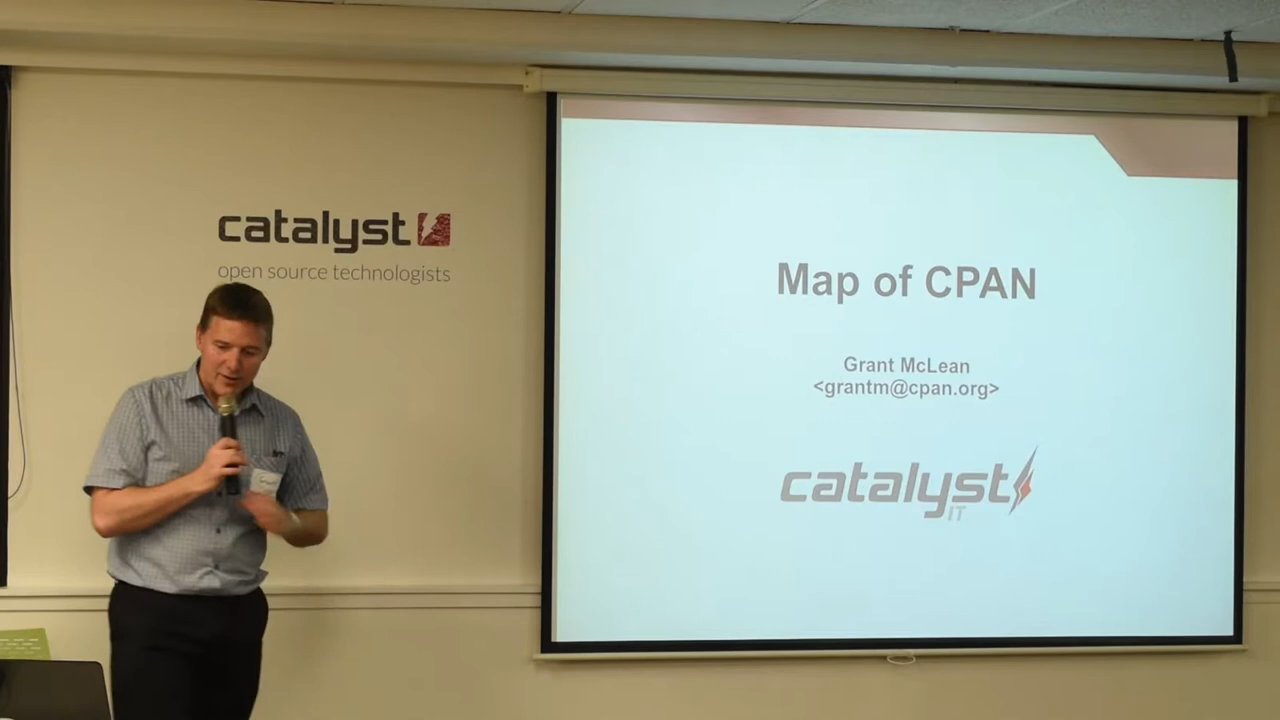 catalyst
open source technologists
Map of CPAN
Grant McLean
<grantm@cpan.org>
catalyst
IT